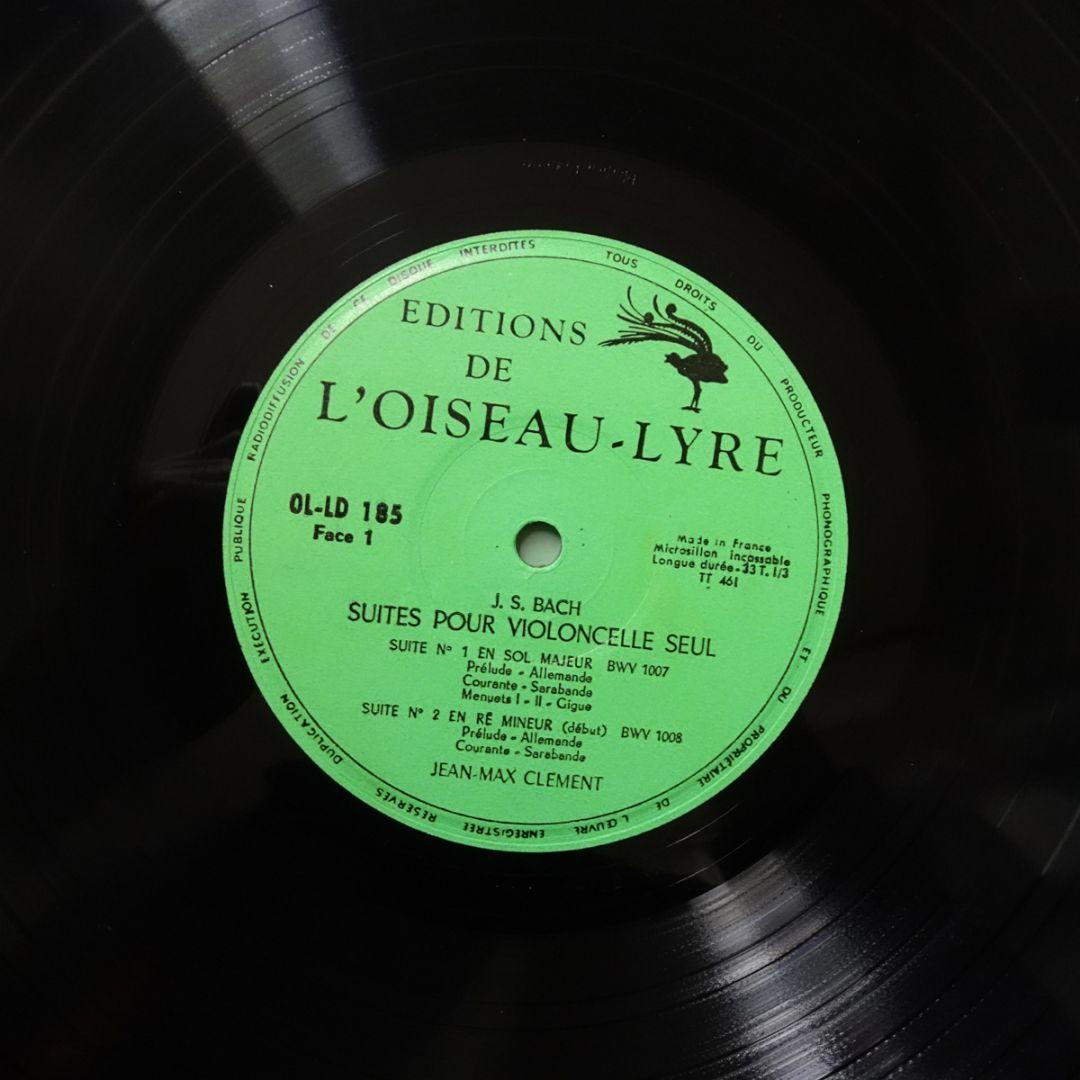 EDITIONS
DE
L'OISEAU-LYRE
OL-LD 185
Face 1
Made in France
Microsillon incassable
Longue durée-33 T. 1/3
TT 461
J. S. BACH
SUITES POUR VIOLONCELLE SEUL
SUITE Nº 1 EN SOL MAJEUR BWV 1007
Prélude - Allemande
Courante - Sarabande
Menuets I - II - Gigue
SUITE Nº 2 EN RÉ MINEUR (début) BWV 1008
Prélude - Allemande
Courante - Sarabande
JEAN-MAX CLEMENT
TOUS DROITS DU PRODUCTEUR PHONOGRAPHIQUE ET DU PROPRIÉTAIRE DE L ŒUVRE ENREGISTRÉE RÉSERVÉS DUPLICATION EXÉCUTION PUBLIQUE RADIODIFFUSION DE CE DISQUE INTERDITES